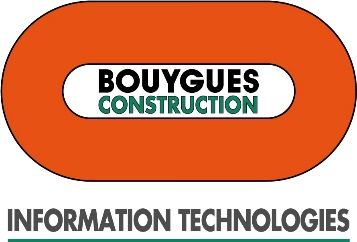 BOUYGUES
CONSTRUCTION
INFORMATION TECHNOLOGIES